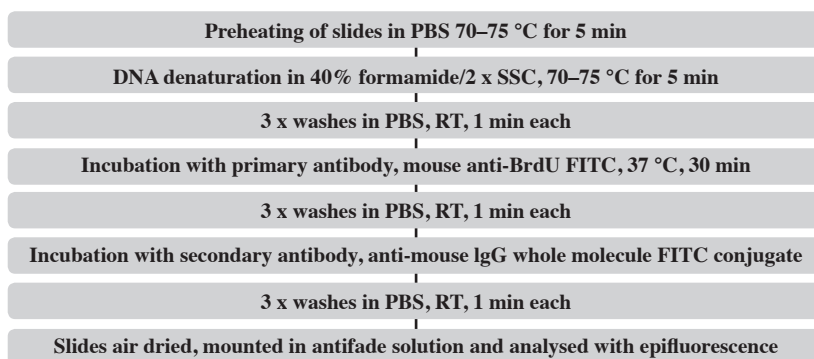 Preheating of slides in PBS 70–75 °C for 5 min
DNA denaturation in 40% formamide/2 x SSC, 70–75 °C for 5 min
3 x washes in PBS, RT, 1 min each
Incubation with primary antibody, mouse anti-BrdU FITC, 37 °C, 30 min
3 x washes in PBS, RT, 1 min each
Incubation with secondary antibody, anti-mouse lgG whole molecule FITC conjugate
3 x washes in PBS, RT, 1 min each
Slides air dried, mounted in antifade solution and analysed with epifluorescence